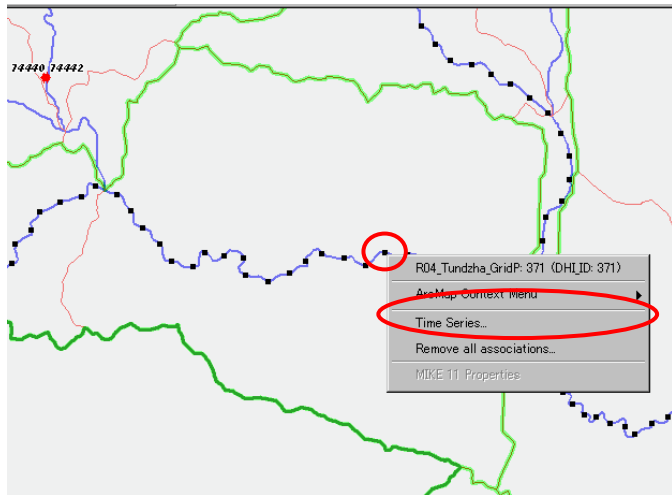 74440 74442
R04_Tundzha_GridP: 371 (DHI_ID: 371)
ArcMap Context Menu
Time Series...
Remove all associations...
MIKE 11 Properties